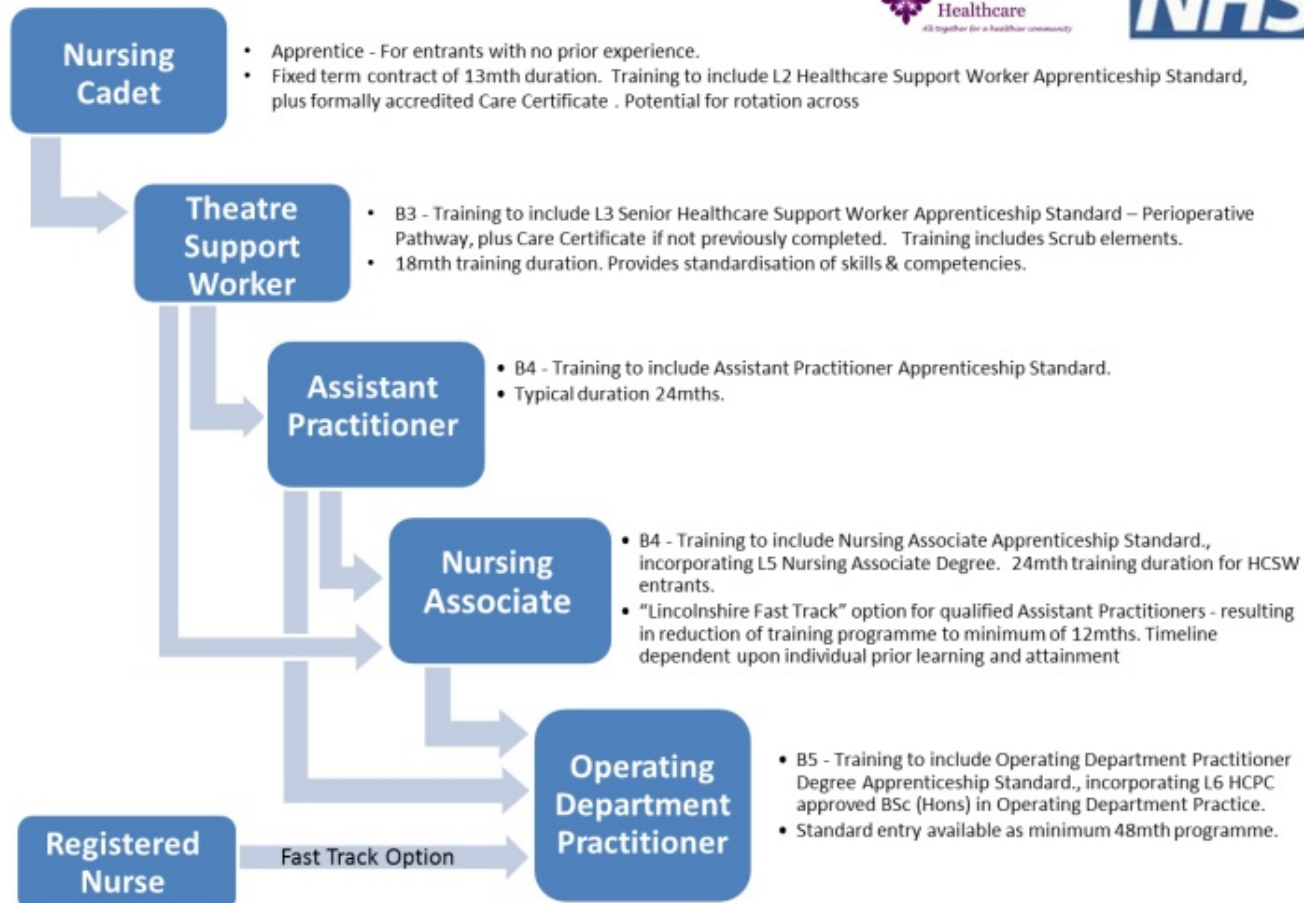 Healthcare
All together for a healthier community
NHS
Nursing
Cadet
• Apprentice - For entrants with no prior experience.
• Fixed term contract of 13mth duration. Training to include L2 Healthcare Support Worker Apprenticeship Standard,
plus formally accredited Care Certificate . Potential for rotation across
Theatre
Support
Worker
• B3 - Training to include L3 Senior Healthcare Support Worker Apprenticeship Standard – Perioperative
Pathway, plus Care Certificate if not previously completed. Training includes Scrub elements.
• 18mth training duration. Provides standardisation of skills & competencies.
Assistant
Practitioner
• B4 - Training to include Assistant Practitioner Apprenticeship Standard.
• Typical duration 24mths.
Nursing
Associate
• B4 - Training to include Nursing Associate Apprenticeship Standard.,
incorporating L5 Nursing Associate Degree. 24mth training duration for HCSW
entrants.
• “Lincolnshire Fast Track” option for qualified Assistant Practitioners - resulting
in reduction of training programme to minimum of 12mths. Timeline
dependent upon individual prior learning and attainment
Operating
Department
Practitioner
• B5 - Training to include Operating Department Practitioner
Degree Apprenticeship Standard., incorporating L6 HCPC
approved BSc (Hons) in Operating Department Practice.
• Standard entry available as minimum 48mth programme.
Registered
Nurse
Fast Track Option